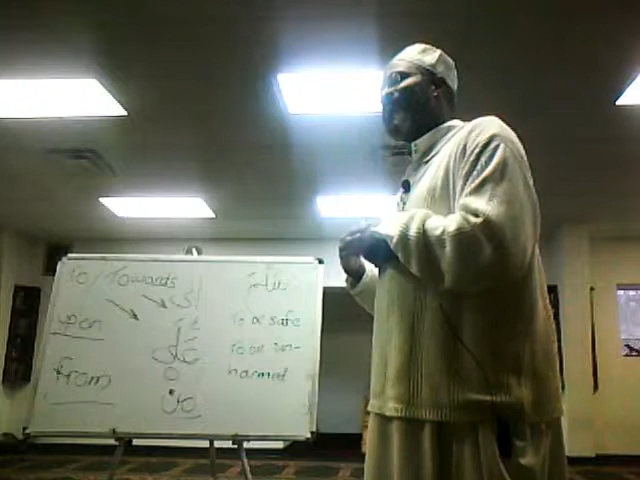 To / Towards إلى
upon على
from من
To be safe
To be un-
harmed